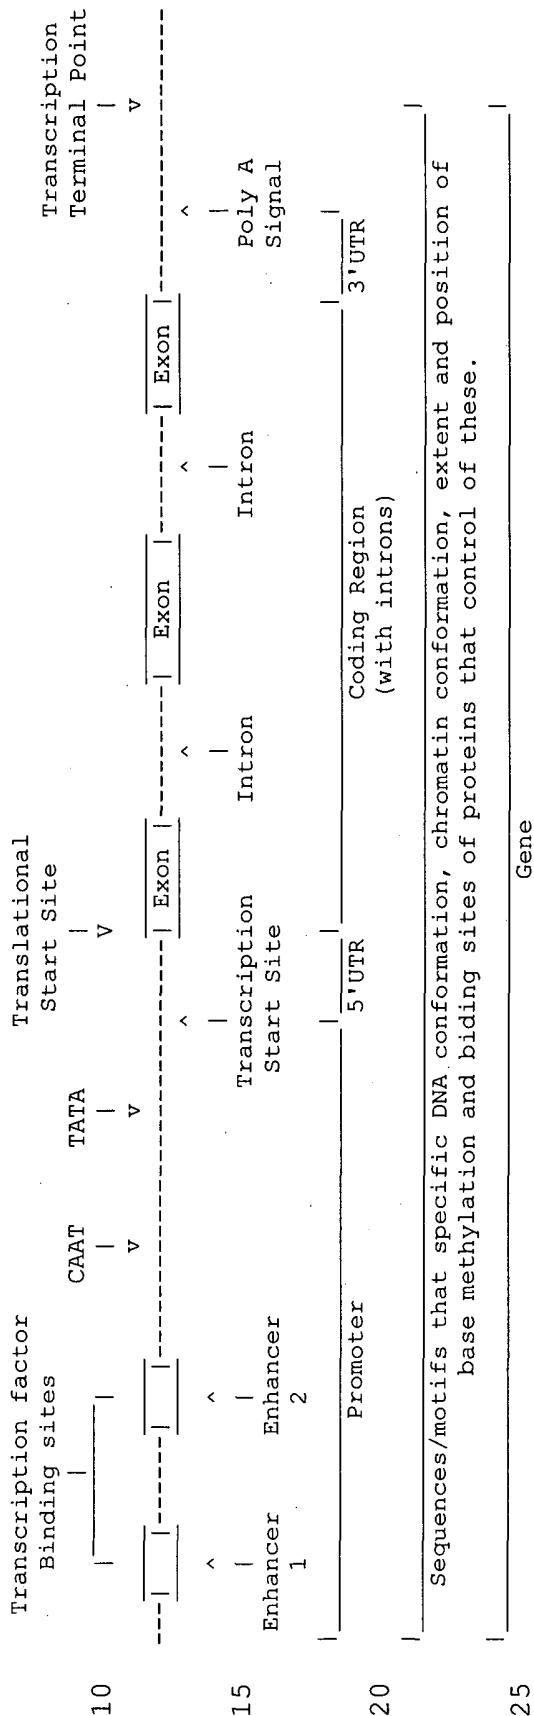 Transcription factor
Binding sites
CAAT
TATA
Translational
Start Site
Transcription
Terminal Point
10
Exon
Exon
Exon
15
Enhancer
1
Enhancer
2
Transcription
Start Site
Intron
Intron
Poly A
Signal
Promoter
5'UTR
Coding Region
(with introns)
3'UTR
20
Sequences/motifs that specific DNA conformation, chromatin conformation, extent and position of
base methylation and biding sites of proteins that control of these.
Gene
25